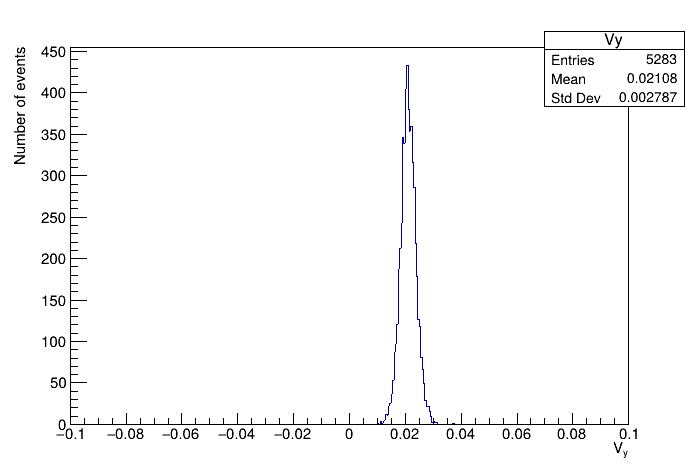 Vy
Entries 5283
Mean 0.02108
Std Dev 0.002787
Number of events
450
400
350
300
250
200
150
100
50
0
−0.1 −0.08 −0.06 −0.04 −0.02 0 0.02 0.04 0.06 0.08 0.1
Vy